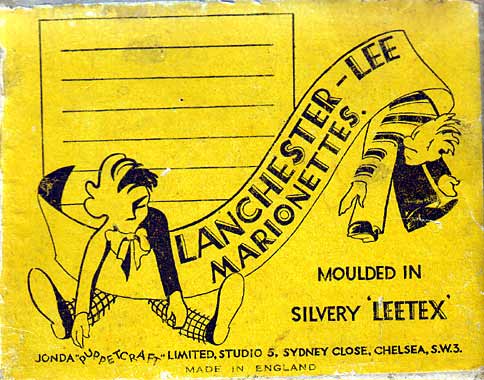 LANCHESTER-LEE
MARIONETTES.
MOULDED IN
SILVERY 'LEETEX'
JONDA "PUPPETCRAFT" LIMITED, STUDIO 5, SYDNEY CLOSE, CHELSEA, S.W.3.
MADE IN ENGLAND